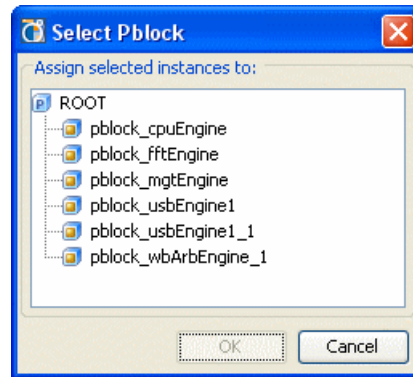 Select Pblock
Assign selected instances to:
P ROOT
pblock_cpuEngine
pblock_fftEngine
pblock_mgtEngine
pblock_usbEngine1
pblock_usbEngine1_1
pblock_wbArbEngine_1
OK Cancel